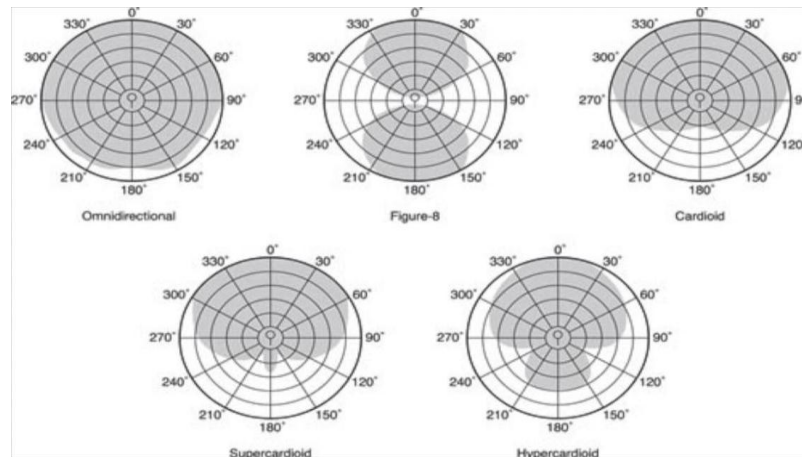 0° 0° 0°
330° 30° 330° 30° 330° 30°
300° 60° 300° 60° 300° 60°
270° 90° 270° 90° 270° 90°
240° 120° 240° 120° 240° 120°
210° 150° 210° 150° 210° 150°
180° 180° 180°
Omnidirectional Figure-8 Cardioid
0° 0°
330° 30° 330° 30°
300° 60° 300° 60°
270° 90° 270° 90°
240° 120° 240° 120°
210° 150° 210° 150°
180° 180°
Supercardioid Hypercardioid